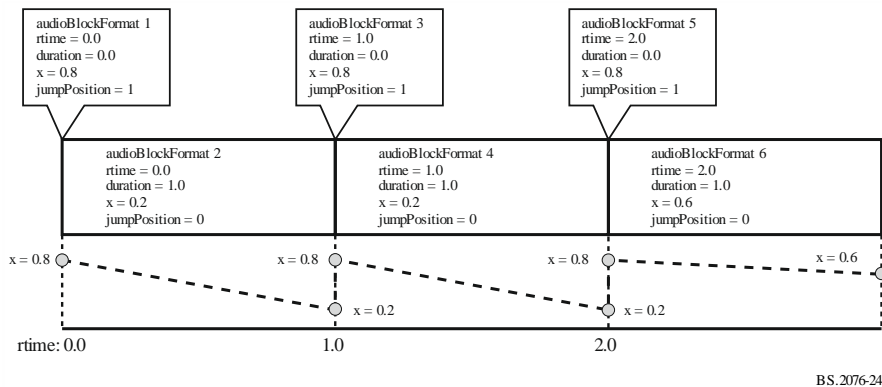 audioBlockFormat 1
rtime = 0.0
duration = 0.0
x = 0.8
jumpPosition = 1
audioBlockFormat 3
rtime = 1.0
duration = 0.0
x = 0.8
jumpPosition = 1
audioBlockFormat 5
rtime = 2.0
duration = 0.0
x = 0.8
jumpPosition = 1
audioBlockFormat 2
rtime = 0.0
duration = 1.0
x = 0.2
jumpPosition = 0
audioBlockFormat 4
rtime = 1.0
duration = 1.0
x = 0.2
jumpPosition = 0
audioBlockFormat 6
rtime = 2.0
duration = 1.0
x = 0.6
jumpPosition = 0
x = 0.8
x = 0.8
x = 0.8
x = 0.6
x = 0.2
x = 0.2
rtime: 0.0
1.0
2.0
BS.2076-24